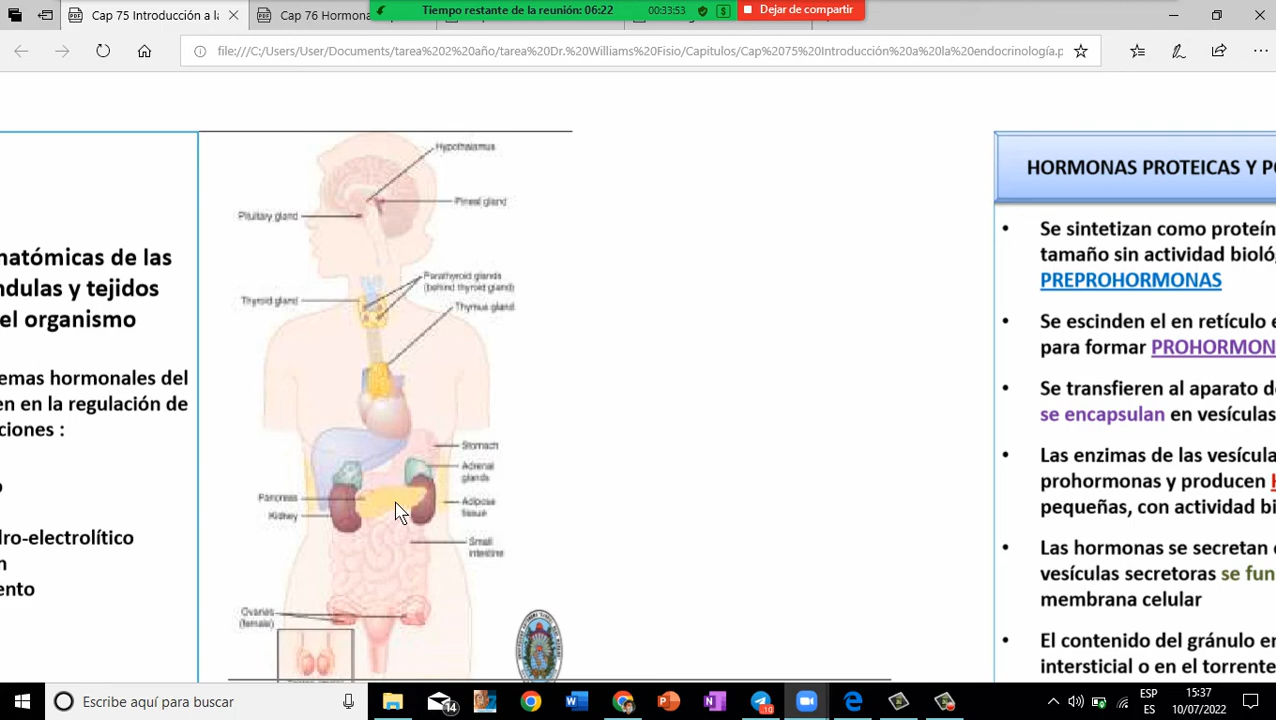 Cap 75 Introducción a la
Cap 76 Hormona
Tiempo restante de la reunión: 06:22
00:33:53
Dejar de compartir
file:///C:/Users/User/Documents/tarea%202%20año/tarea%20Dr.%20Williams%20Fisio/Capitulos/Cap%2075%20Introducción%20a%20la%20endocrinología.p
natómicas de las
ndulas y tejidos
el organismo
emas hormonales del
en en la regulación de
ciones :
o
dro-electrolítico
n
ento
Hypothalamus
Pineal gland
Pituitary gland
Parathyroid glands
(behind thyroid gland)
Thyroid gland
Thymus gland
Stomach
Adrenal
glands
Pancreas
Adipose
tissue
Kidney
Small
intestine
Ovaries
(female)
HORMONAS PROTEICAS Y PO
• Se sintetizan como proteín
tamaño sin actividad bioló
PREPROHORMONAS
• Se escinden el en retículo e
para formar PROHORMON
• Se transfieren al aparato de
se encapsulan en vesículas
• Las enzimas de las vesícula
prohormonas y producen H
pequeñas, con actividad bi
• Las hormonas se secretan
vesículas secretoras se fun
membrana celular
• El contenido del gránulo en
intersticial o en el torrente
Escribe aquí para buscar
14
10
ESP
ES
15:37
10/07/2022